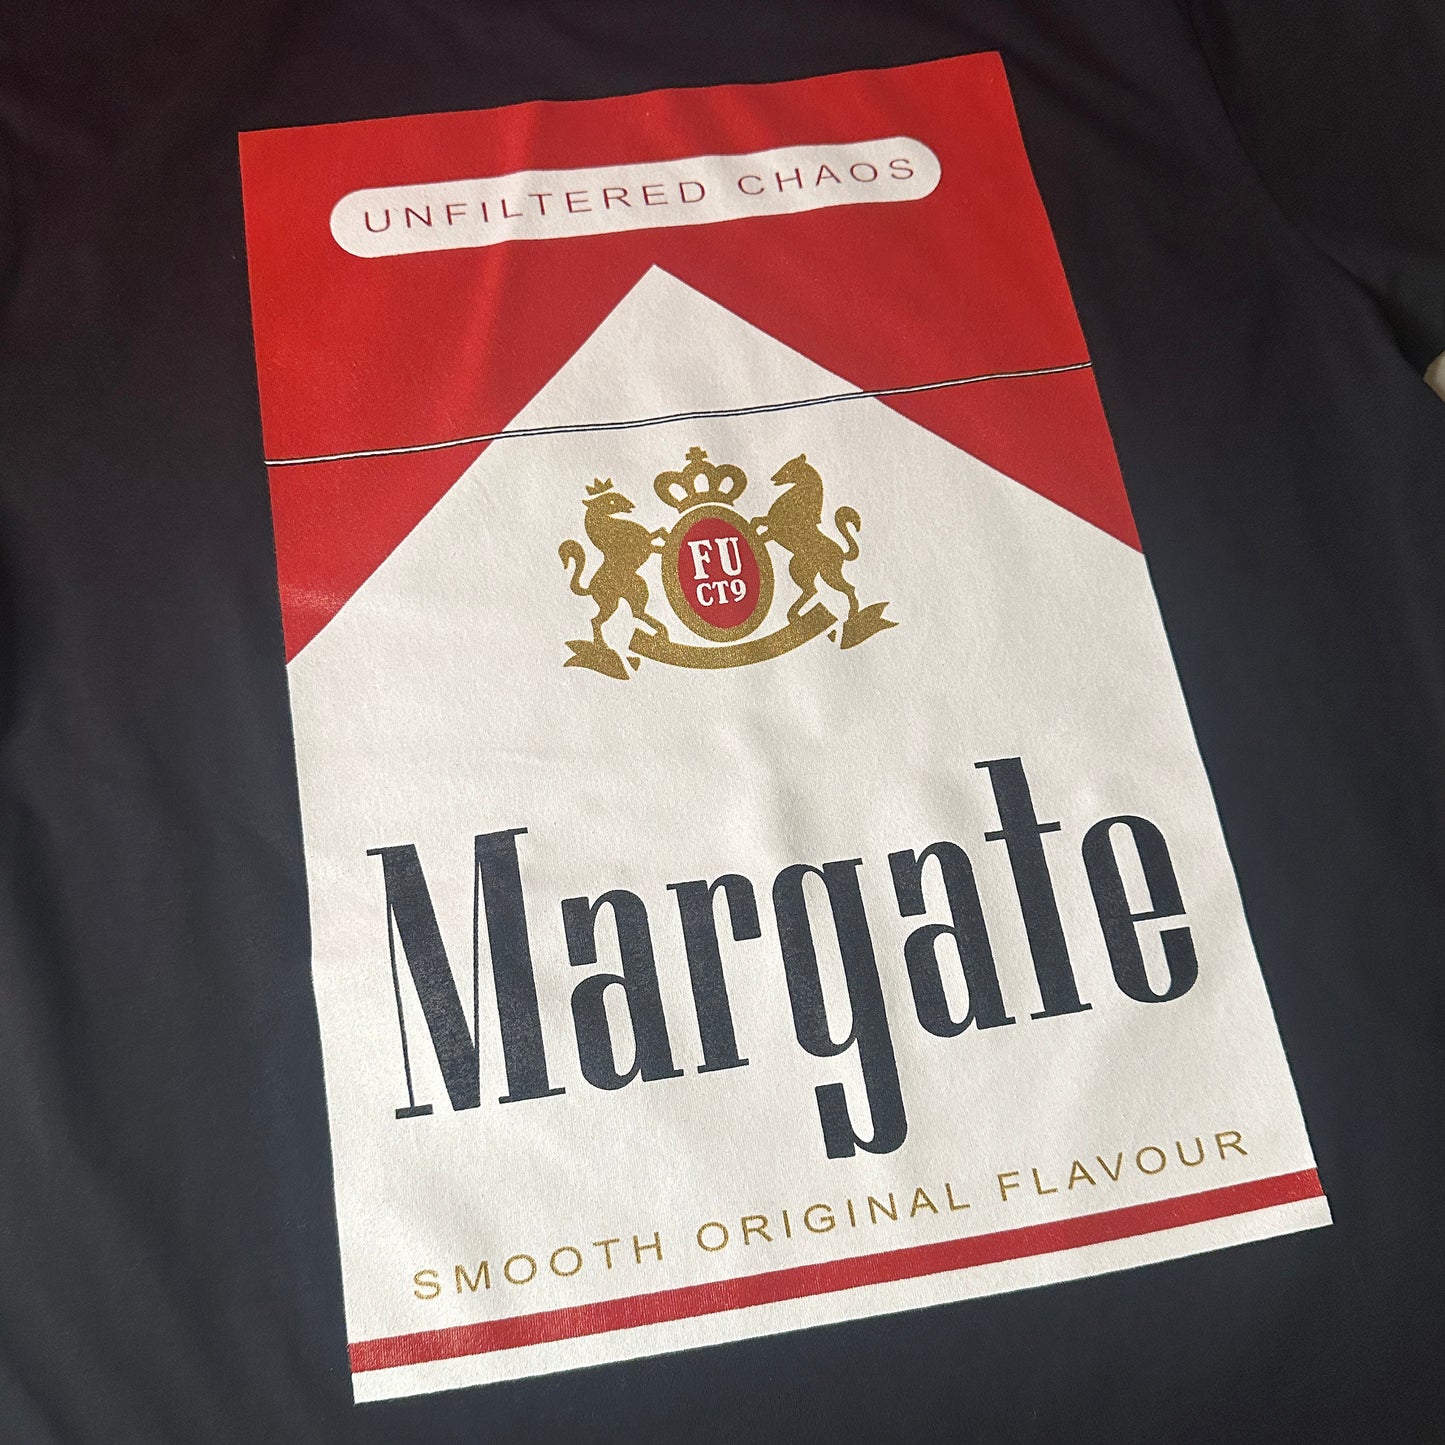 UNFILTERED CHAOS
FU
CT9
Margate
SMOOTH ORIGINAL FLAVOUR